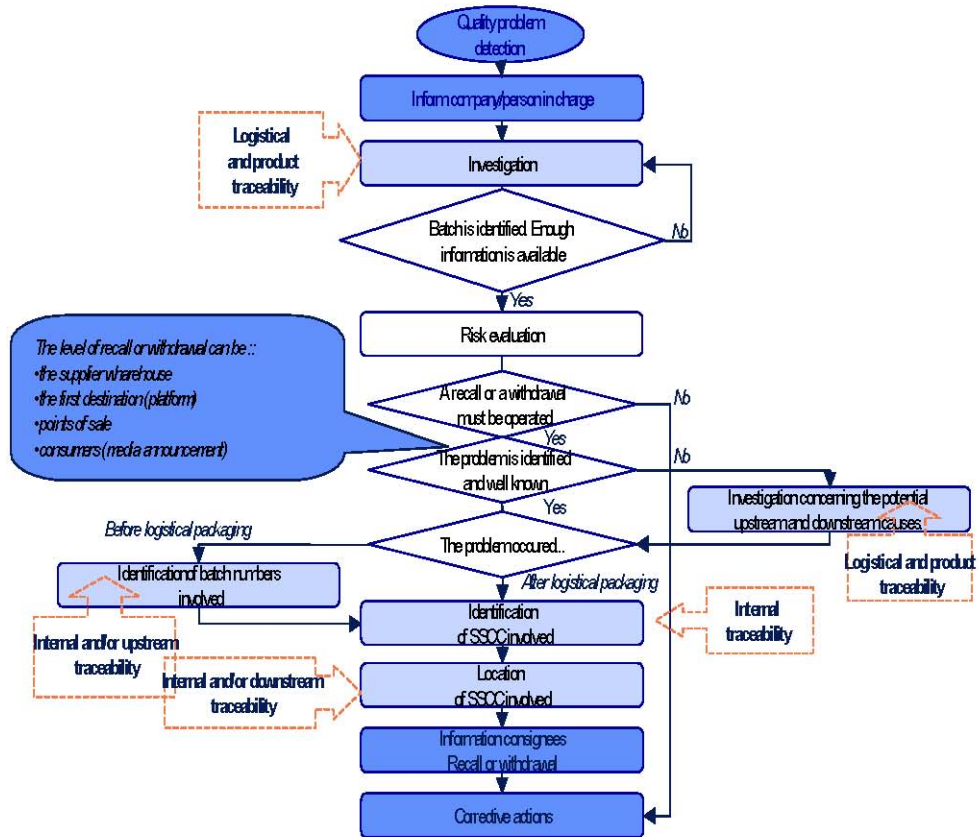 Quality problem
detection
Inform company/person in charge
Logistical
and product
traceability
Investigation
Batch is identified. Enough
information is available
No
Yes
Risk evaluation
The level of recall or withdrawal can be ::
•the supplier wharehouse
•the first destination (platform)
•points of sale
•consumers (media announcement)
A recall or a withdrawal
must be operated
No
Yes
The problem is identified
and well known
No
Yes
Investigation concerning the potential
upstream and downstream causes.
Before logistical packaging
The problem occured...
Logistical and product
traceability
Identification of batch numbers
involved
After logistical packaging
Identification
of SSCC involved
Internal
traceability
Internal and/or upstream
traceability
Internal and/or downstream
traceability
Location
of SSCC involved
Information consignees
Recall or withdrawal
Corrective actions